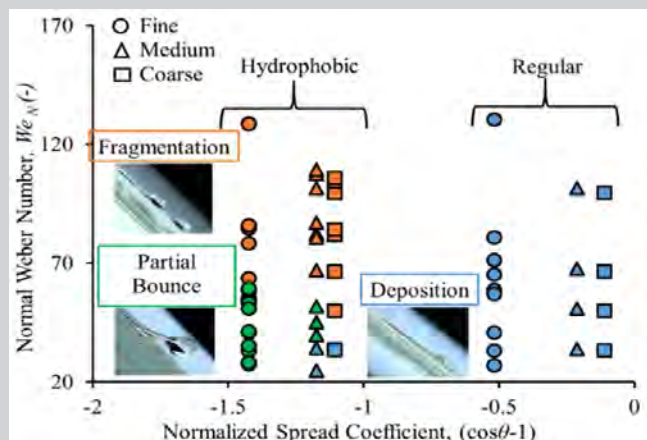 170
Fine
Medium
Coarse
Hydrophobic
Regular
Normal Weber Number, We N (-)
120
Fragmentation
Partial
Bounce
70
Deposition
20
-2
-1.5
-1
-0.5
0
Normalized Spread Coefficient, (cosθ-1)